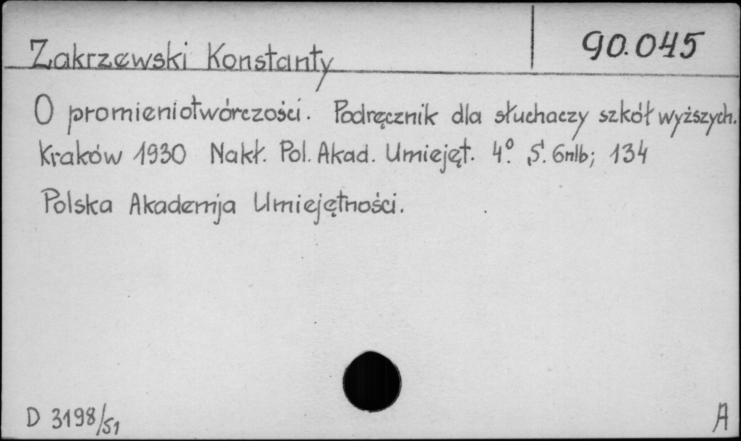 Zakrzewski Konstanty 90.045
O promieniotwórczości. Podręcznik dla słuchaczy szkół wyższych.
Kraków 1930 Nakł. Pol. Akad. Umiejęt. 4° S. 6nlb; 134
Polska Akademja Umiejętności.
D 3198/51 A